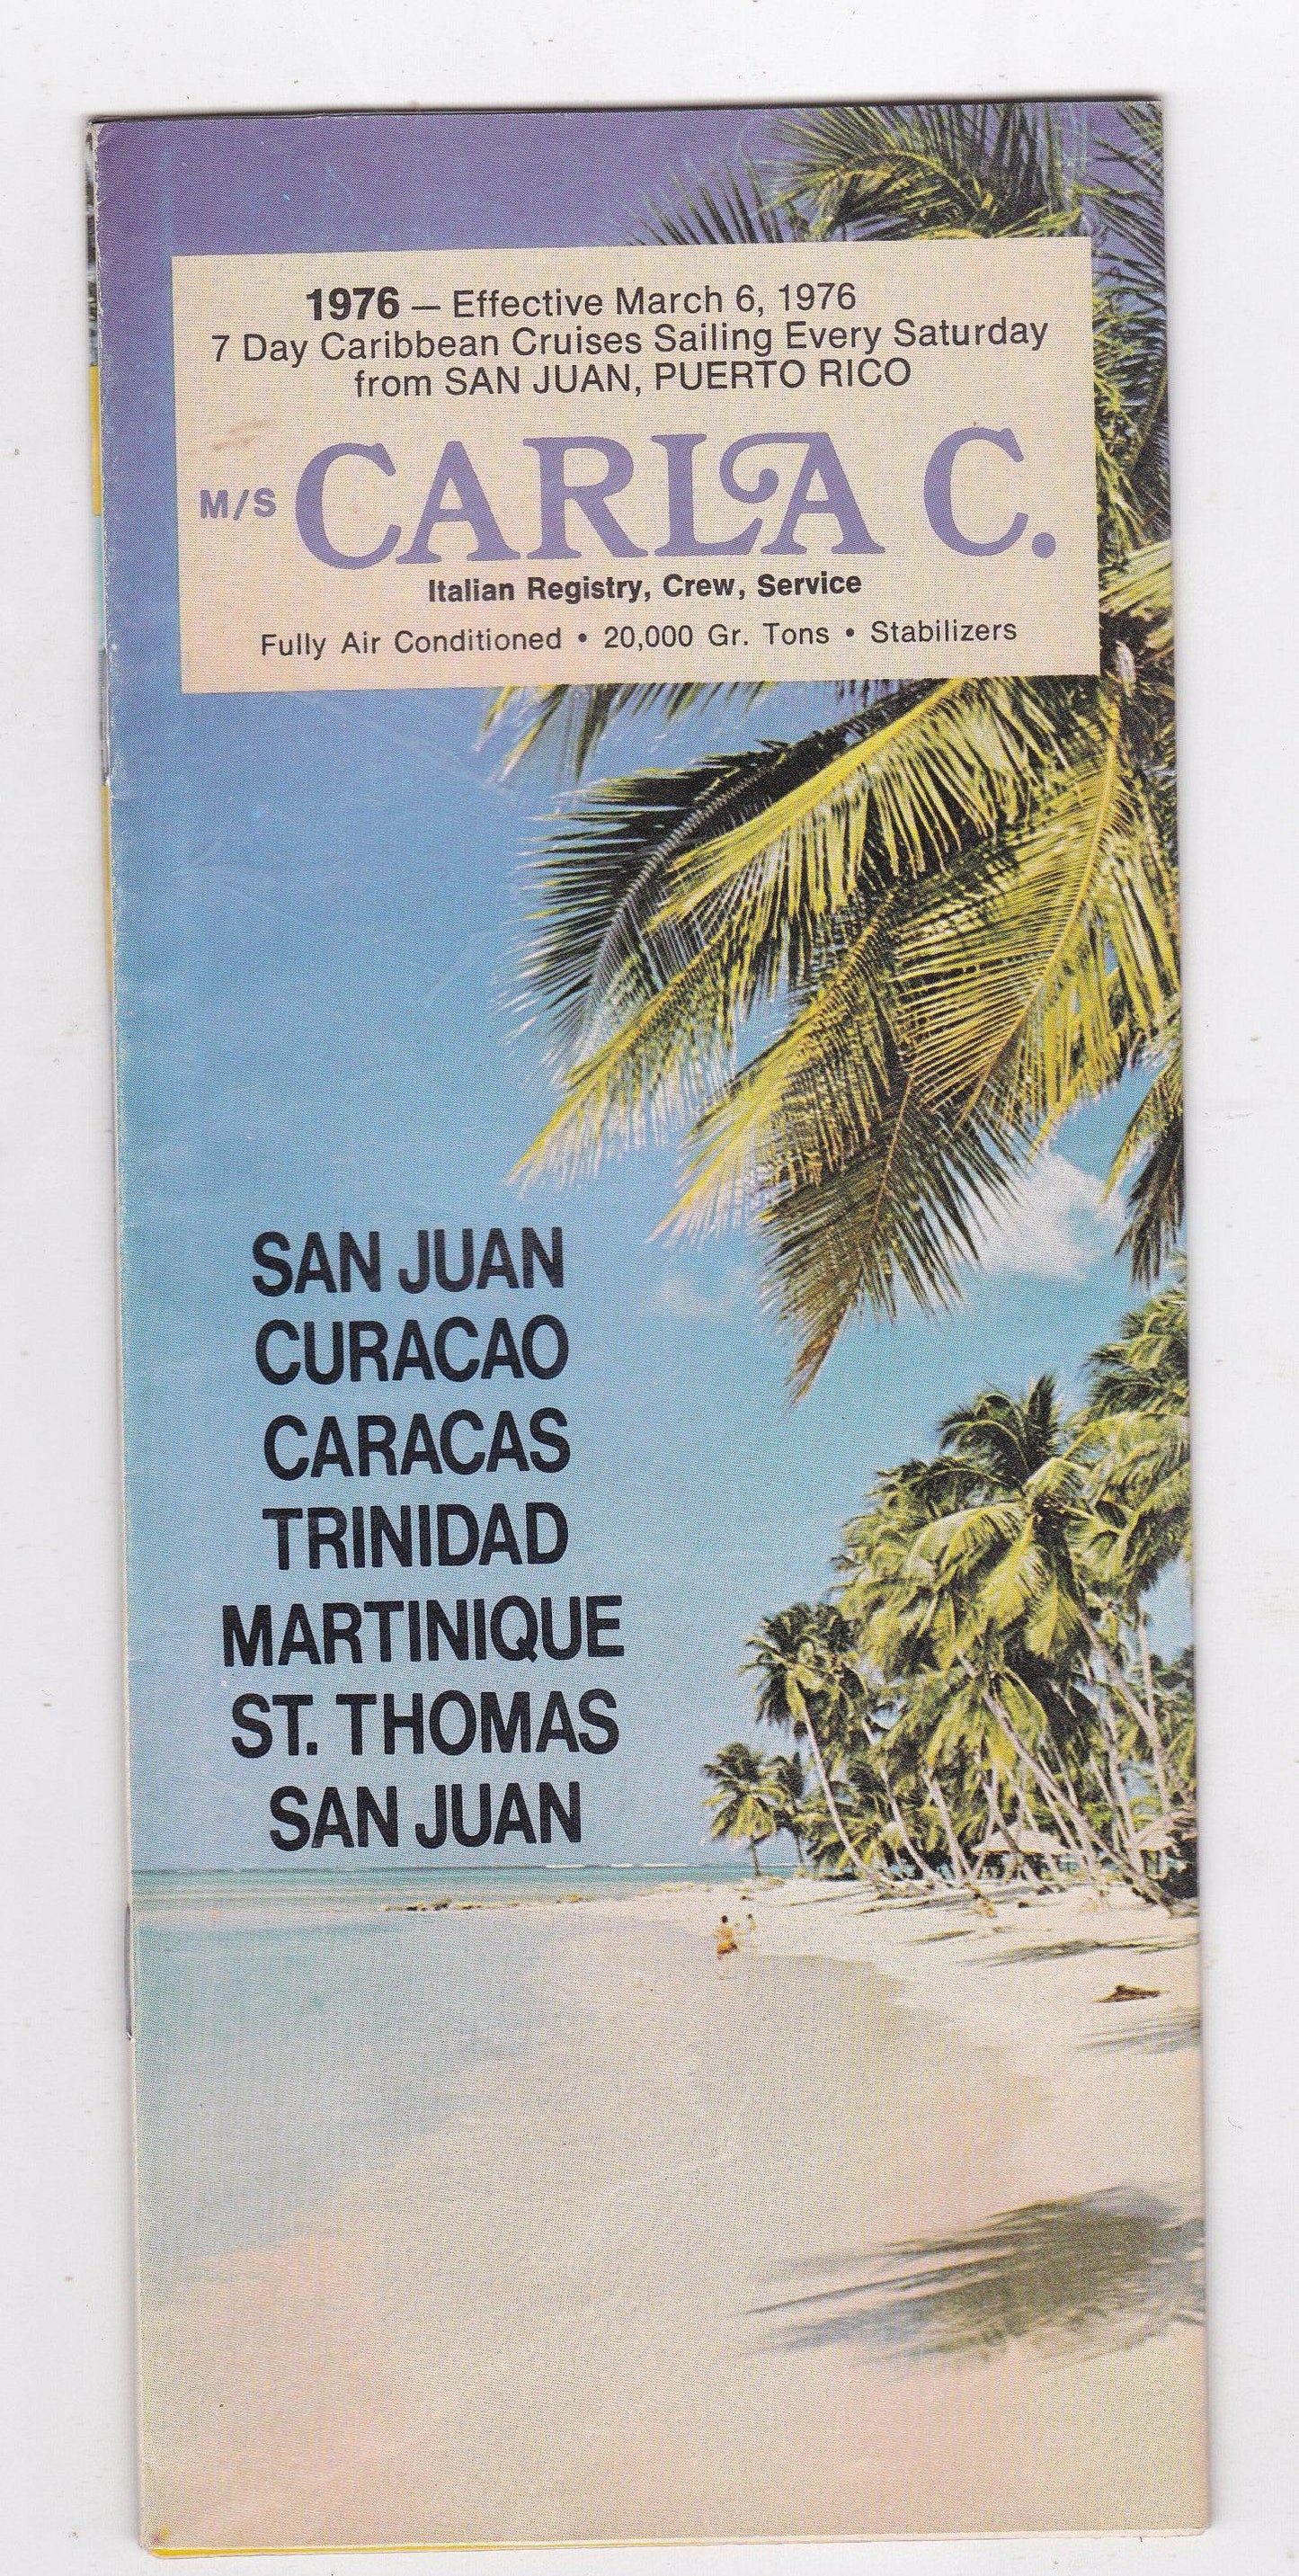 1976 — Effective March 6, 1976
7 Day Caribbean Cruises Sailing Every Saturday
from SAN JUAN, PUERTO RICO
M/S CARLA C.
Italian Registry, Crew, Service
Fully Air Conditioned • 20,000 Gr. Tons • Stabilizers
SAN JUAN
CURACAO
CARACAS
TRINIDAD
MARTINIQUE
ST. THOMAS
SAN JUAN